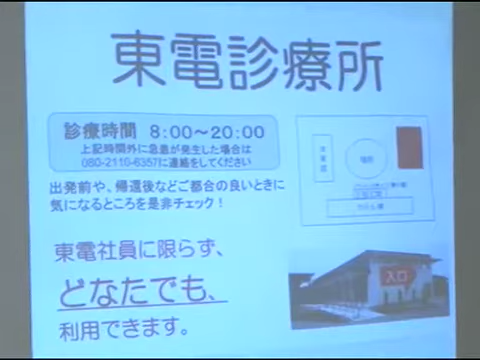 東電診療所
診療時間 8:00～20:00
上記時間外に急患が発生した場合は
080-2110-6357に連絡をしてください
出発前や、帰還後などご都合の良いときに
気になるところを是非チェック！
東電社員に限らず、
どなたでも、
利用できます。
入口